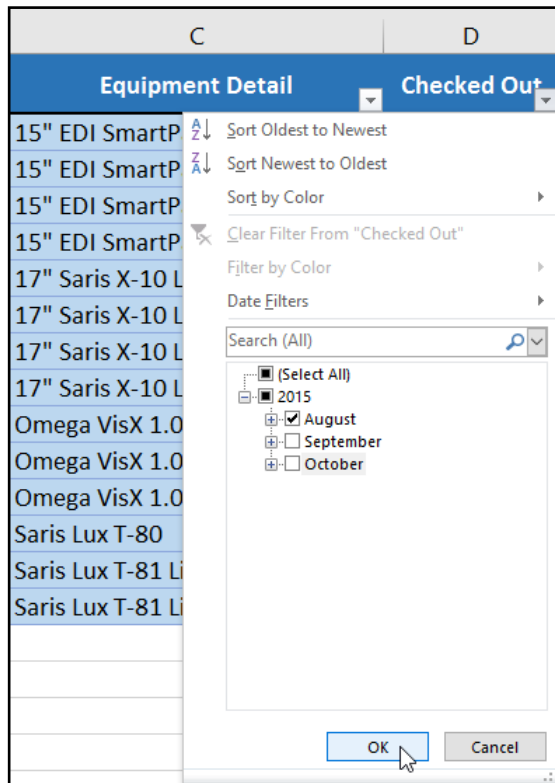 C D
Equipment Detail Checked Out
15" EDI SmartP
15" EDI SmartP
15" EDI SmartP
15" EDI SmartP
17" Saris X-10 L
17" Saris X-10 L
17" Saris X-10 L
17" Saris X-10 L
Omega VisX 1.0
Omega VisX 1.0
Omega VisX 1.0
Saris Lux T-80
Saris Lux T-81 Li
Saris Lux T-81 Li
Sort Oldest to Newest
Sort Newest to Oldest
Sort by Color
Clear Filter From "Checked Out"
Filter by Color
Date Filters
Search (All)
(Select All)
2015
August
September
October
OK Cancel